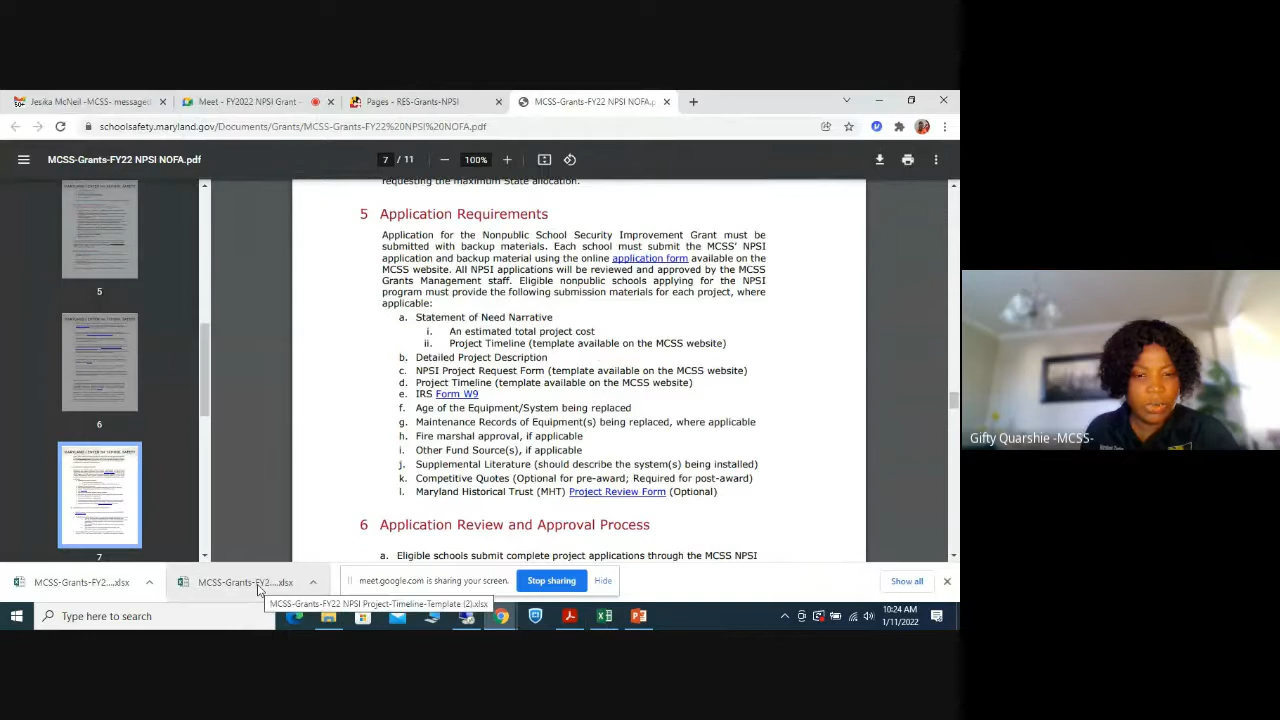 Jesika McNeil -MCSS- messaged
Meet - FY2022 NPSI Grant -
Pages - RES-Grants-NPSI
MCSS-Grants-FY22 NPSI NOFA.p
schoolsafety.maryland.gov/Documents/Grants/MCSS-Grants-FY22%20NPSI%20NOFA.pdf
MCSS-Grants-FY22 NPSI NOFA.pdf
7 / 11
100%
requesting the maximum State allocation.
5 Application Requirements
Application for the Nonpublic School Security Improvement Grant must be
submitted with backup materials. Each school must submit the MCSS' NPSI
application and backup material using the online application form available on the
MCSS website. All NPSI applications will be reviewed and approved by the MCSS
Grants Management staff. Eligible nonpublic schools applying for the NPSI
program must provide the following submission materials for each project, where
applicable:
a. Statement of Need Narrative
i. An estimated total project cost
ii. Project Timeline (template available on the MCSS website)
b. Detailed Project Description
c. NPSI Project Request Form (template available on the MCSS website)
d. Project Timeline (template available on the MCSS website)
e. IRS Form W9
f. Age of the Equipment/System being replaced
g. Maintenance Records of Equipment(s) being replaced, where applicable
h. Fire marshal approval, if applicable
i. Other Fund Source(s), if applicable
j. Supplemental Literature (should describe the system(s) being installed)
k. Competitive Quotes (Optional for pre-award; Required for post-award)
l. Maryland Historical Trust (MHT) Project Review Form (Optional)
6 Application Review and Approval Process
a. Eligible schools submit complete project applications through the MCSS NPSI
5
6
7
Gifty Quarshie -MCSS-
MCSS-Grants-FY2....xlsx
MCSS-Grants-FY2....xlsx
meet.google.com is sharing your screen.
Stop sharing
Hide
Show all
MCSS-Grants-FY22 NPSI Project-Timeline-Template (2).xlsx
Type here to search
10:24 AM
1/11/2022